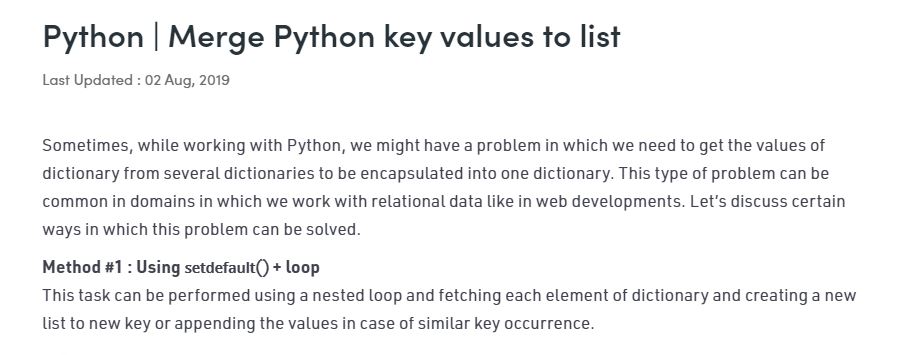 Python | Merge Python key values to list
Last Updated : 02 Aug, 2019
Sometimes, while working with Python, we might have a problem in which we need to get the values of
dictionary from several dictionaries to be encapsulated into one dictionary. This type of problem can be
common in domains in which we work with relational data like in web developments. Let’s discuss certain
ways in which this problem can be solved.
Method #1 : Using setdefault() + loop
This task can be performed using a nested loop and fetching each element of dictionary and creating a new
list to new key or appending the values in case of similar key occurrence.